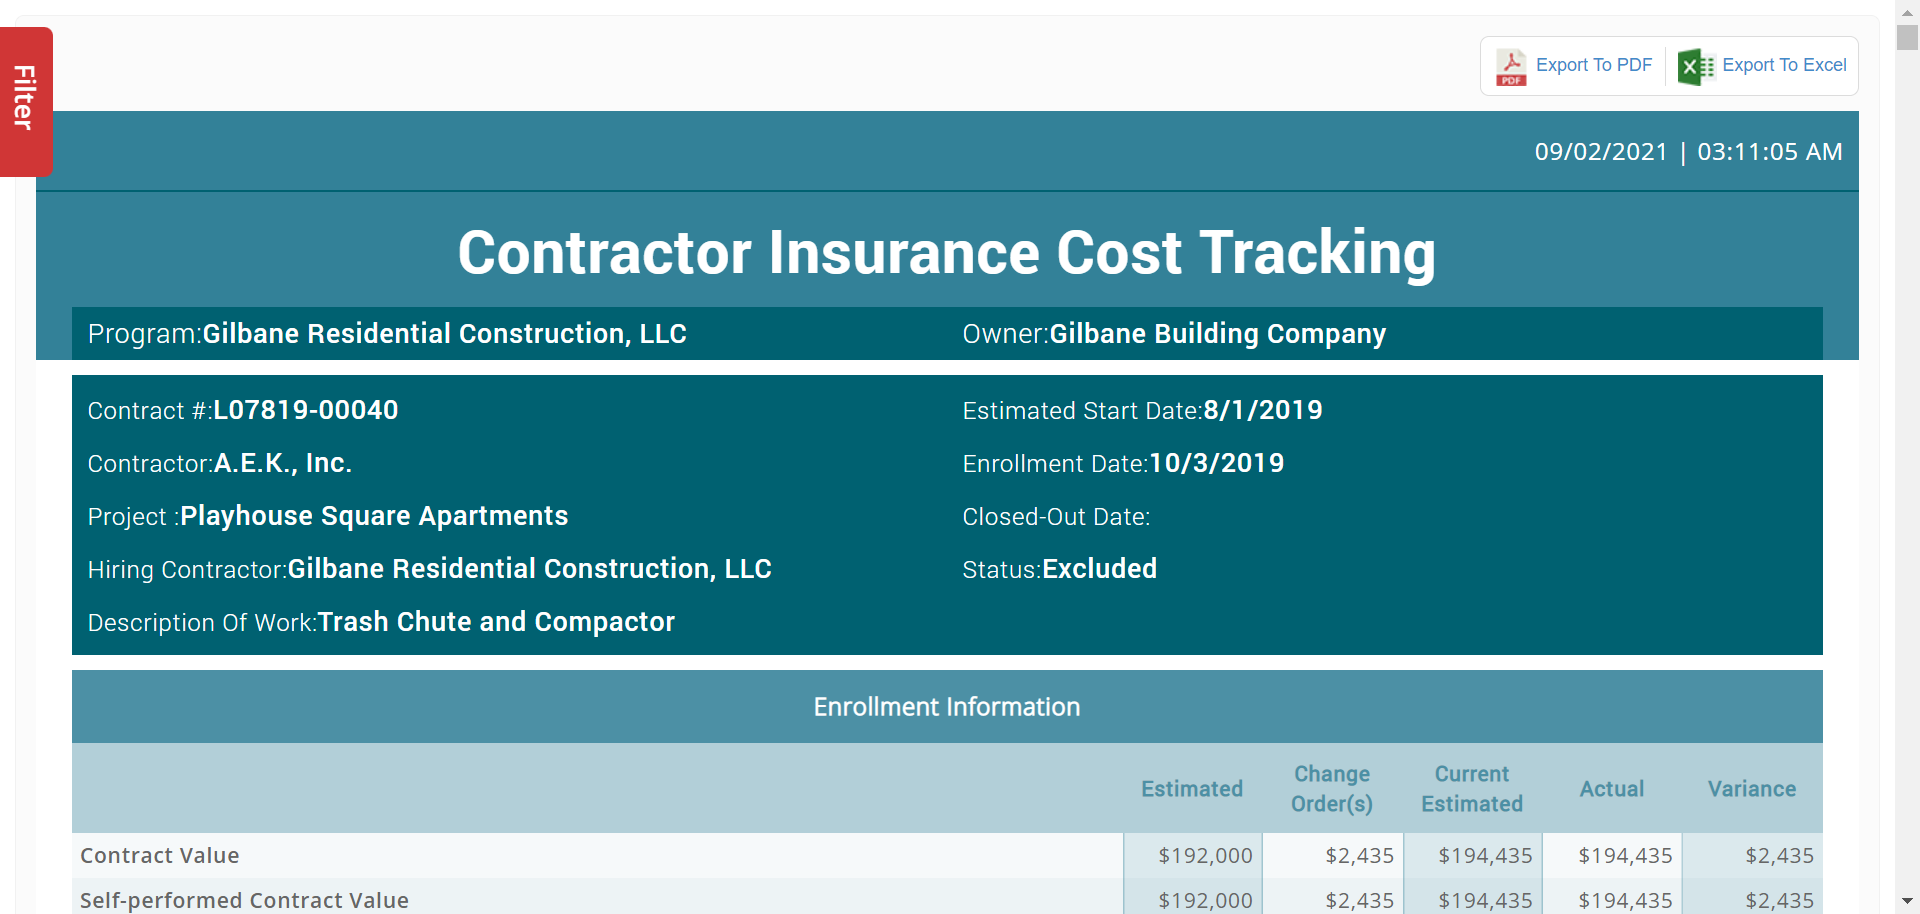 Filter
PDF
Export To PDF
Export To Excel
09/02/2021 | 03:11:05 AM
Contractor Insurance Cost Tracking
Program:Gilbane Residential Construction, LLC Owner:Gilbane Building Company
Contract #:L07819-00040 Estimated Start Date:8/1/2019
Contractor:A.E.K., Inc. Enrollment Date:10/3/2019
Project :Playhouse Square Apartments Closed-Out Date:
Hiring Contractor:Gilbane Residential Construction, LLC Status:Excluded
Description Of Work:Trash Chute and Compactor
Enrollment Information
Estimated Change Order(s) Current Estimated Actual Variance
Contract Value $192,000 $2,435 $194,435 $194,435 $2,435
Self-performed Contract Value $192,000 $2,435 $194,435 $194,435 $2,435